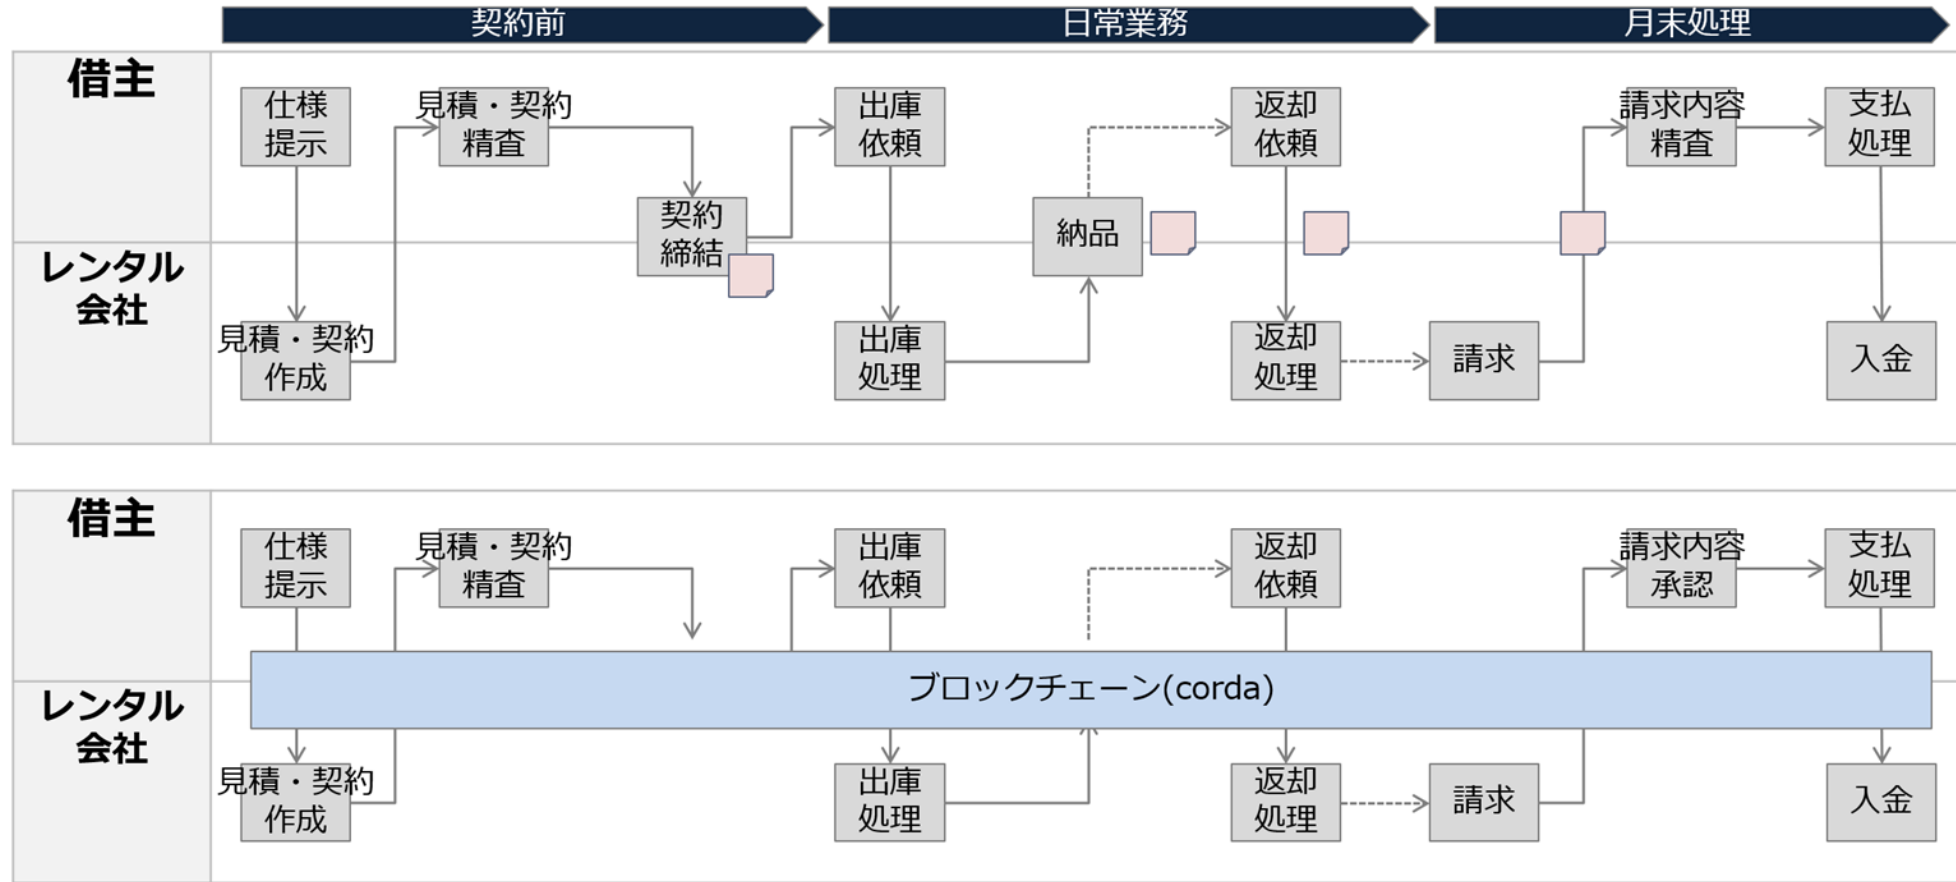 契約前
日常業務
月末処理
借主
仕様
提示
見積・契約
精査
契約
締結
出庫
依頼
納品
返却
依頼
請求内容
精査
支払
処理
レンタル
会社
見積・契約
作成
出庫
処理
返却
処理
請求
入金
借主
仕様
提示
見積・契約
精査
出庫
依頼
返却
依頼
請求内容
承認
支払
処理
ブロックチェーン(corda)
レンタル
会社
見積・契約
作成
出庫
処理
返却
処理
請求
入金